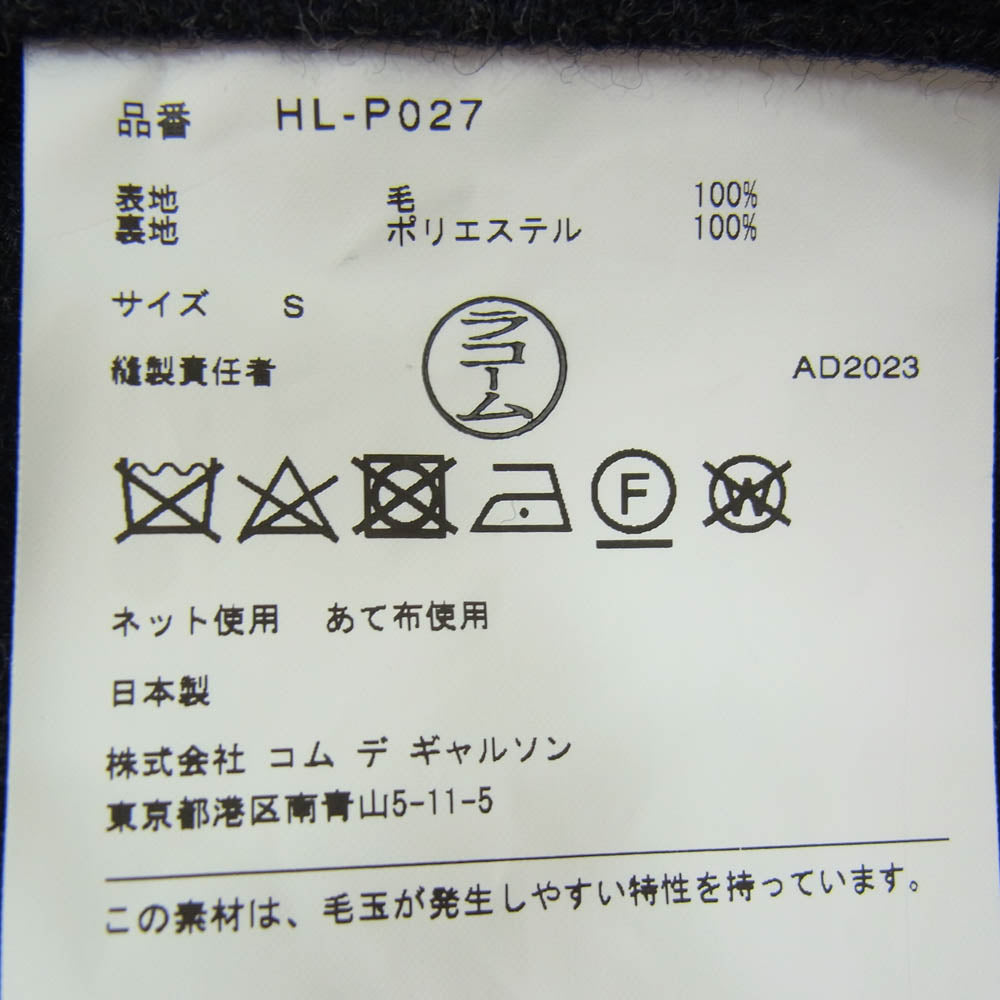 品番 HL-P027
表地 毛 100%
裏地 ポリエステル 100%
サイズ S
ラコーム
縫製責任者 AD2023
F W
ネット使用 あて布使用
日本製
株式会社 コム デ ギャルソン
東京都港区南青山5-11-5
この素材は、毛玉が発生しやすい特性を持っています。